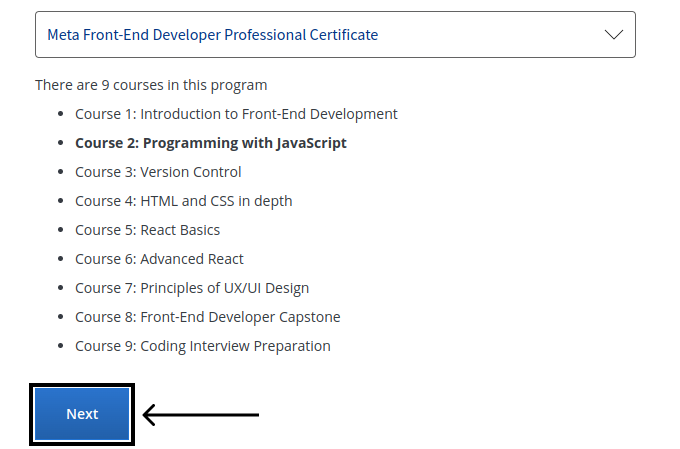 Meta Front-End Developer Professional Certificate
There are 9 courses in this program
Course 1: Introduction to Front-End Development
Course 2: Programming with JavaScript
Course 3: Version Control
Course 4: HTML and CSS in depth
Course 5: React Basics
Course 6: Advanced React
Course 7: Principles of UX/UI Design
Course 8: Front-End Developer Capstone
Course 9: Coding Interview Preparation
Next